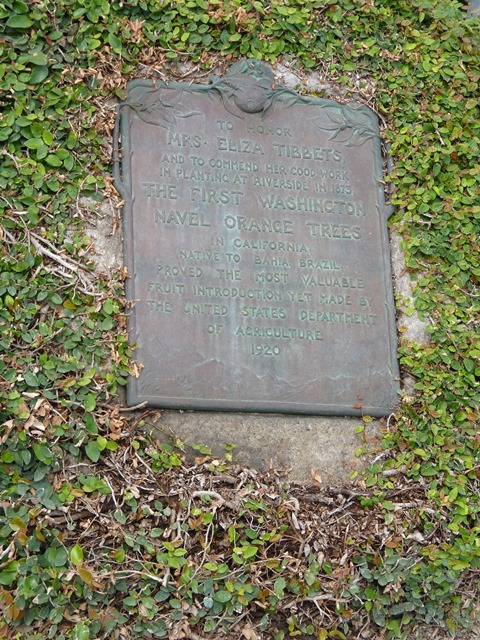 TO HONOR
MRS. ELIZA TIBBETS,
AND TO COMMEND HER GOOD WORK
IN PLANTING AT RIVERSIDE IN 1873,
THE FIRST WASHINGTON
NAVEL ORANGE TREES
IN CALIFORNIA,
NATIVE TO BAHIA, BRAZIL,
PROVED THE MOST VALUABLE
FRUIT INTRODUCTION YET MADE BY
THE UNITED STATES DEPARTMENT
OF AGRICULTURE
1920